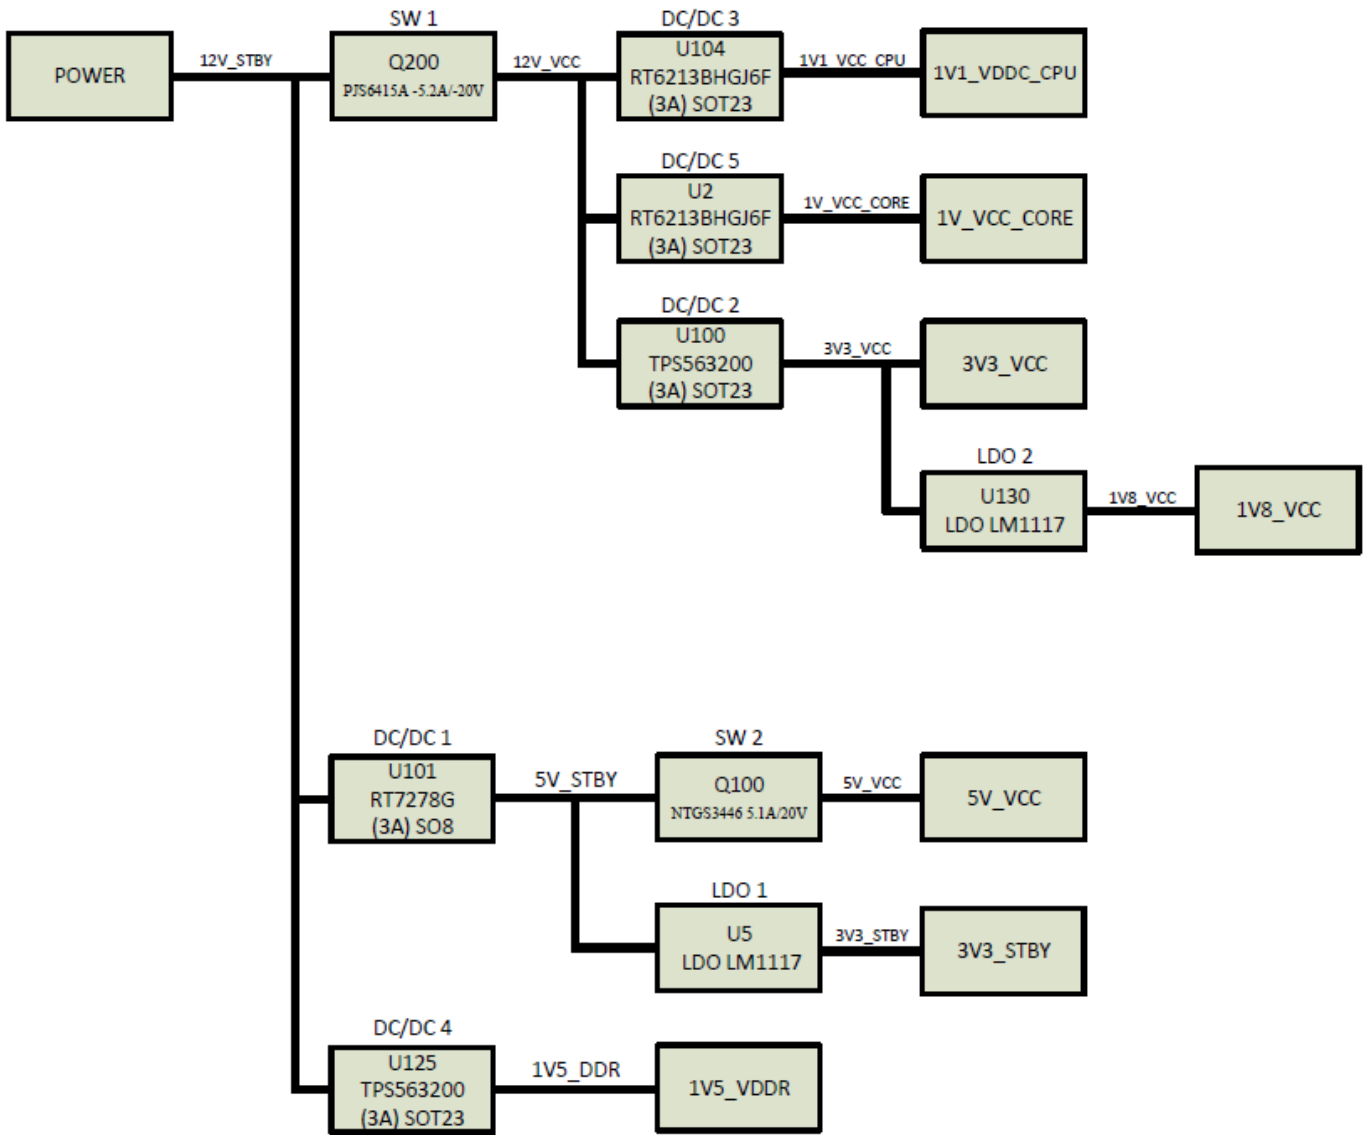 SW 1
DC/DC 3
POWER
12V_STBY
Q200
PJS6415A -5.2A/-20V
12V_VCC
U104
RT6213BHGJ6F
(3A) SOT23
1V1_VCC_CPU
1V1_VDDC_CPU
DC/DC 5
U2
RT6213BHGJ6F
(3A) SOT23
1V_VCC_CORE
1V_VCC_CORE
DC/DC 2
U100
TPS563200
(3A) SOT23
3V3_VCC
3V3_VCC
LDO 2
U130
LDO LM1117
1V8_VCC
1V8_VCC
DC/DC 1
U101
RT7278G
(3A) SO8
5V_STBY
SW 2
Q100
NTGS3446 5.1A/20V
5V_VCC
5V_VCC
LDO 1
U5
LDO LM1117
3V3_STBY
3V3_STBY
DC/DC 4
U125
TPS563200
(3A) SOT23
1V5_DDR
1V5_VDDR